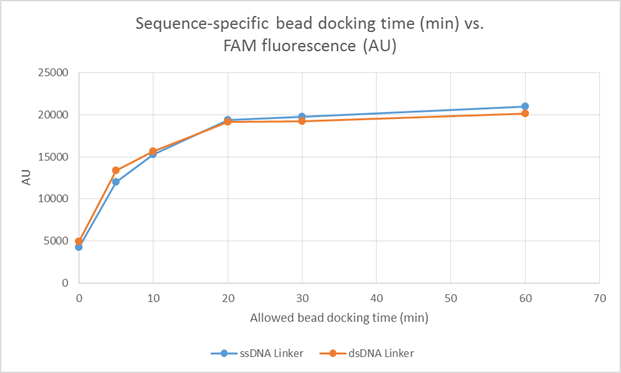 Sequence-specific bead docking time (min) vs.
FAM fluorescence (AU)
25000
20000
15000
10000
5000
0
AU
0 10 20 30 40 50 60 70
Allowed bead docking time (min)
ssDNA Linker dsDNA Linker